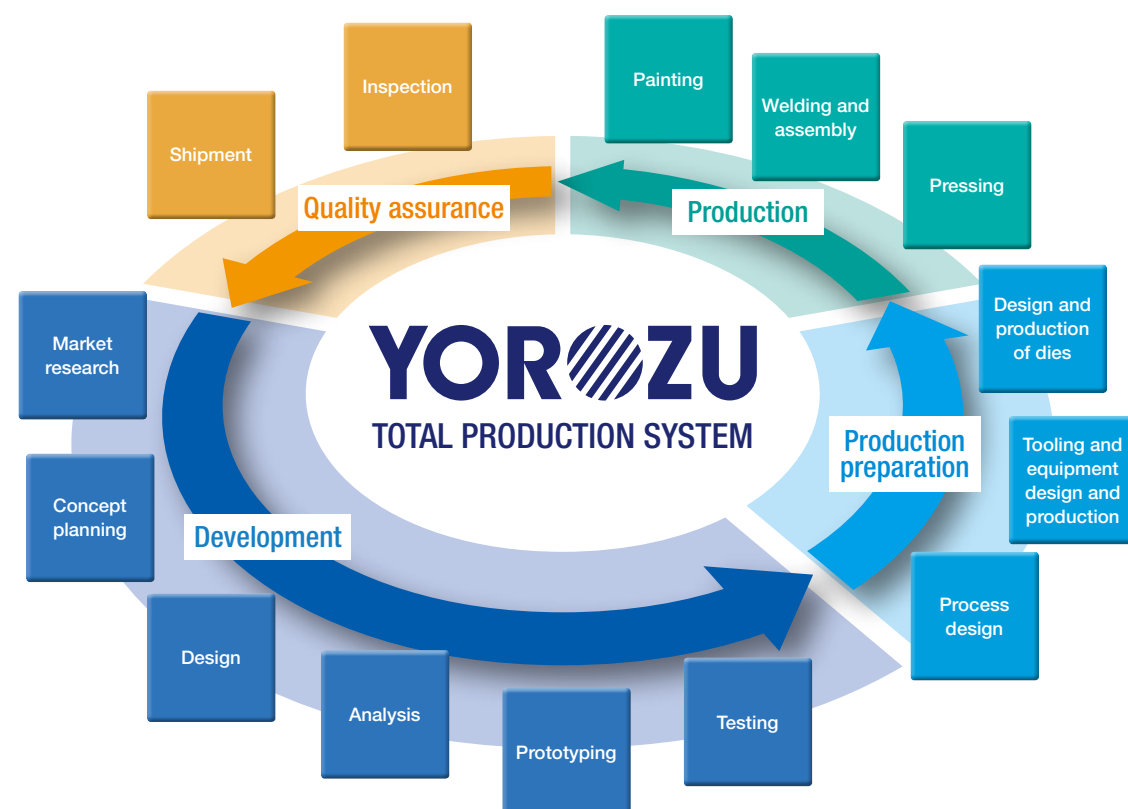 Painting
Inspection
Welding and
assembly
Shipment
Pressing
Quality assurance
Production
Design and
production
of dies
Market
research
YOROZU
TOTAL PRODUCTION SYSTEM
Production
preparation
Tooling and
equipment
design and
production
Concept
planning
Development
Process
design
Design
Analysis
Testing
Prototyping